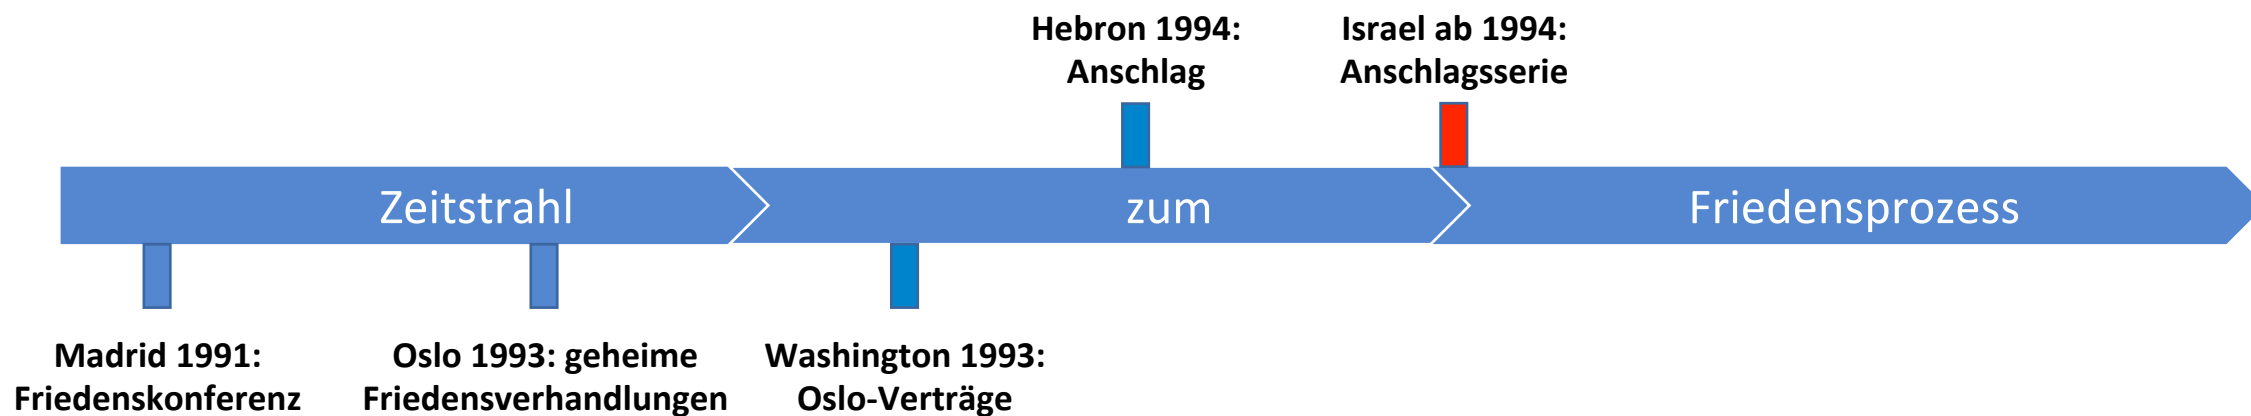 Hebron 1994:
Anschlag
Israel ab 1994:
Anschlagsserie
Zeitstrahl
zum
Friedensprozess
Madrid 1991:
Friedenskonferenz
Oslo 1993: geheime
Friedensverhandlungen
Washington 1993:
Oslo-Verträge